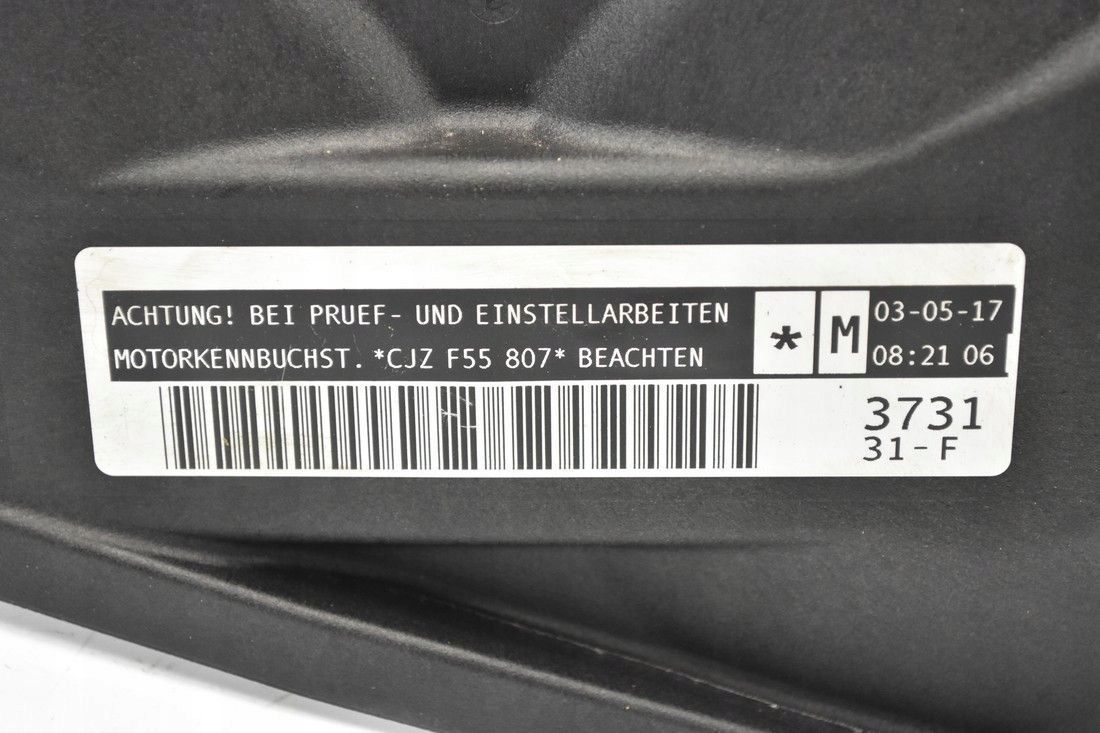 ACHTUNG! BEI PRUEF- UND EINSTELLARBEITEN
MOTORKENNBUCHST. *CJZ F55 807* BEACHTEN
* M
03-05-17
08:21 06
3731
31-F